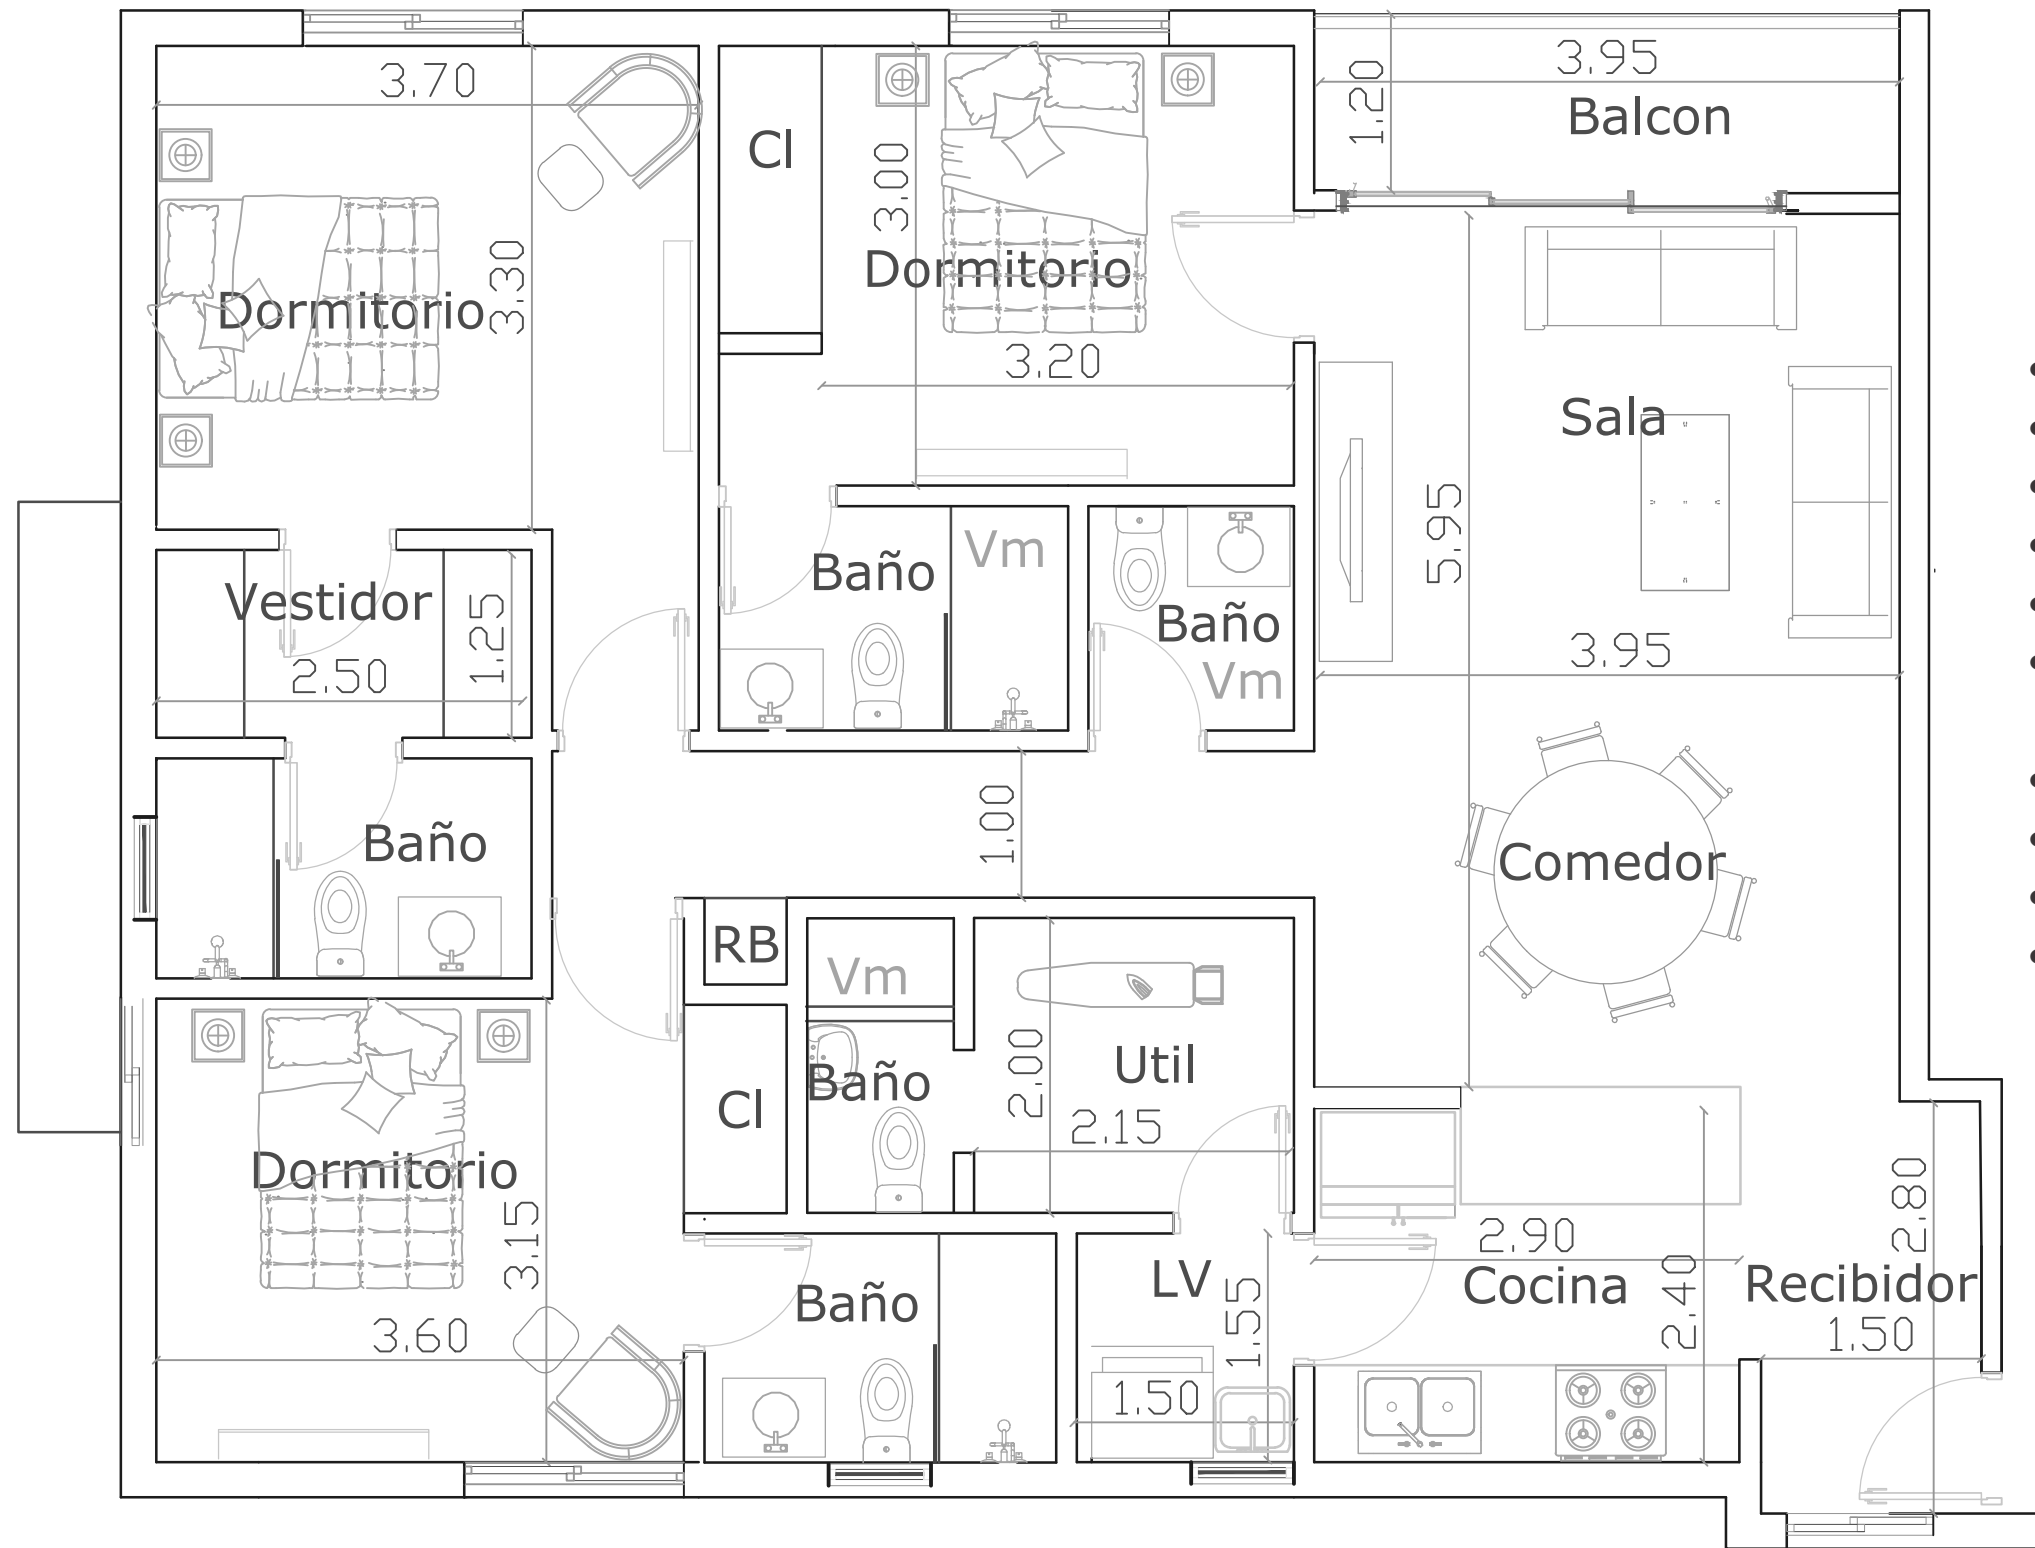 3.70
3.95
1.20
Balcon
Cl
3.00
Dormitorio
3.30
Dormitorio
3.20
Sala
5.95
Vm
Baño
Vestidor
1.25
Baño
2.50
3.95
Vm
1.00
Baño
Comedor
RB
Vm
2.00
Util
Baño
Cl
2.15
Dormitorio
3.15
2.80
2.90
LV
Cocina
Recibidor
2.40
Baño
1.55
3.60
1.50
1.50